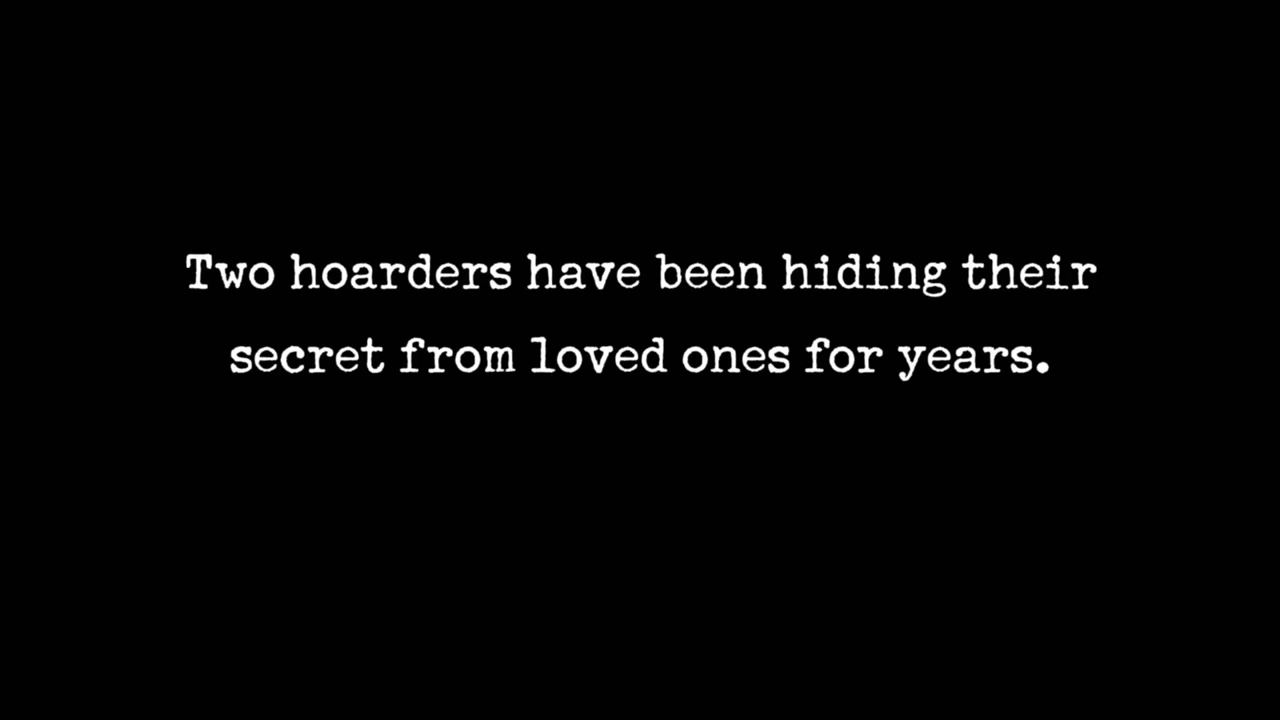 Two hoarders have been hiding their
secret from loved ones for years.